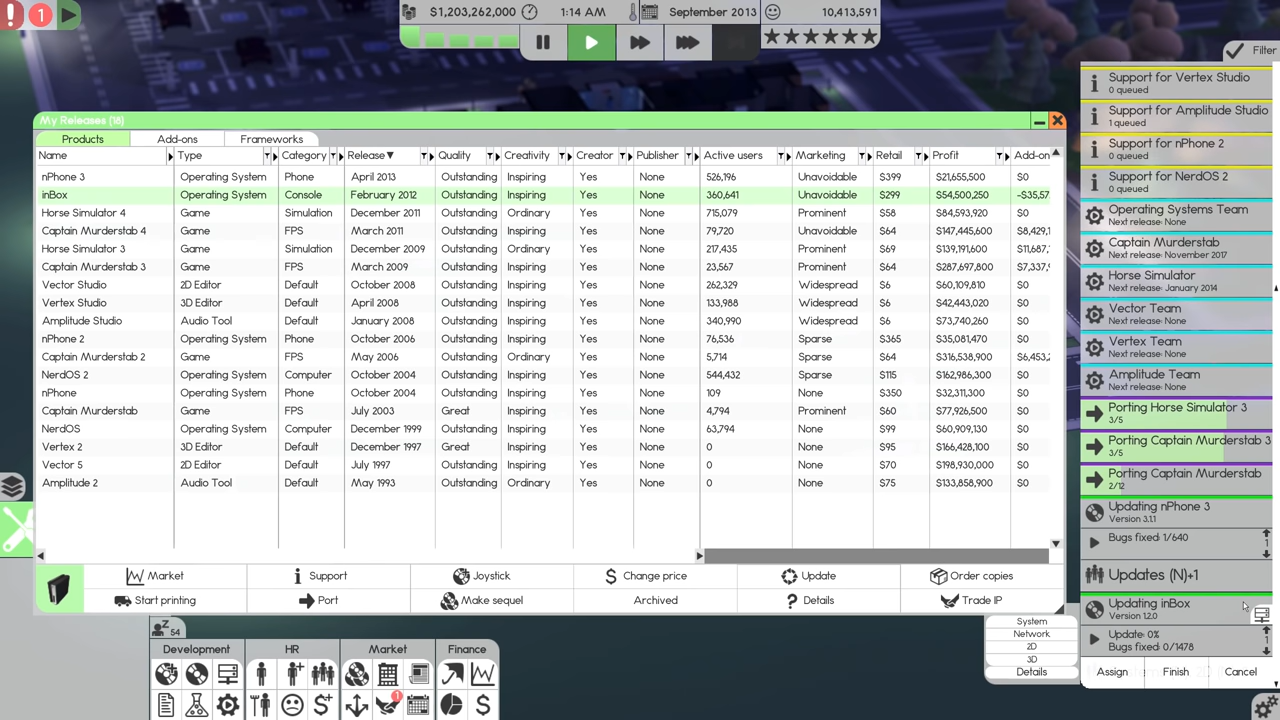 1
$1,203,262,000
1:14 AM
September 2013
10,413,591
Filter
My Releases (18)
Products Add-ons Frameworks
Name Type Category Release Quality Creativity Creator Publisher Active users Marketing Retail Profit Add-on
nPhone 3 Operating System Phone April 2013 Outstanding Inspiring Yes None 526,196 Unavoidable $399 $21,655,500 $0
inBox Operating System Console February 2012 Outstanding Inspiring Yes None 360,641 Unavoidable $299 $54,500,250 -$35,57
Horse Simulator 4 Game Simulation December 2011 Outstanding Ordinary Yes None 715,079 Prominent $58 $84,593,920 $0
Captain Murderstab 4 Game FPS March 2011 Outstanding Inspiring Yes None 79,720 Unavoidable $64 $147,445,600 $8,429,1
Horse Simulator 3 Game Simulation December 2009 Outstanding Ordinary Yes None 217,435 Prominent $69 $139,191,600 $11,687,
Captain Murderstab 3 Game FPS March 2009 Outstanding Inspiring Yes None 23,567 Prominent $64 $287,697,800 $7,337,9
Vector Studio 2D Editor Default October 2008 Outstanding Inspiring Yes None 262,329 Widespread $6 $60,109,810 $0
Vertex Studio 3D Editor Default April 2008 Outstanding Inspiring Yes None 133,988 Widespread $6 $42,443,020 $0
Amplitude Studio Audio Tool Default January 2008 Outstanding Inspiring Yes None 340,990 Widespread $6 $73,740,260 $0
nPhone 2 Operating System Phone October 2006 Outstanding Inspiring Yes None 76,536 Sparse $365 $35,081,470 $0
Captain Murderstab 2 Game FPS May 2006 Outstanding Ordinary Yes None 5,714 Sparse $64 $316,538,900 $6,453,2
NerdOS 2 Operating System Computer October 2004 Outstanding Inspiring Yes None 544,432 Sparse $115 $162,986,300 $0
nPhone Operating System Phone October 2004 Outstanding Inspiring Yes None 109 None $350 $32,311,300 $0
Captain Murderstab Game FPS July 2003 Great Inspiring Yes None 4,794 Prominent $60 $77,926,500 $0
NerdOS Operating System Computer December 1999 Outstanding Inspiring Yes None 63,794 None $99 $60,909,130 $0
Vertex 2 3D Editor Default December 1997 Great Inspiring Yes None 0 None $95 $166,428,100 $0
Vector 5 2D Editor Default July 1997 Outstanding Inspiring Yes None 0 None $70 $198,930,000 $0
Amplitude 2 Audio Tool Default May 1993 Outstanding Ordinary Yes None 0 None $75 $133,858,900 $0
Market Support Joystick Change price Update Order copies
Start printing Port Make sequel Archived Details Trade IP
Support for Vertex Studio
0 queued
Support for Amplitude Studio
1 queued
Support for nPhone 2
0 queued
Support for NerdOS 2
0 queued
Operating Systems Team
Next release: None
Captain Murderstab
Next release: November 2017
Horse Simulator
Next release: January 2014
Vector Team
Next release: None
Vertex Team
Next release: None
Amplitude Team
Next release: None
Porting Horse Simulator 3
3/5
Porting Captain Murderstab 3
3/5
Porting Captain Murderstab
2/12
Updating nPhone 3
Version 3.1.1
Bugs fixed: 1/640
1
Updates (N)+1
Updating inBox
Version 1.2.0
Update: 0%
Bugs fixed: 0/1478
1
Assign Finish Cancel
System
Network
2D
3D
Details
Z 54
Development HR Market Finance
1